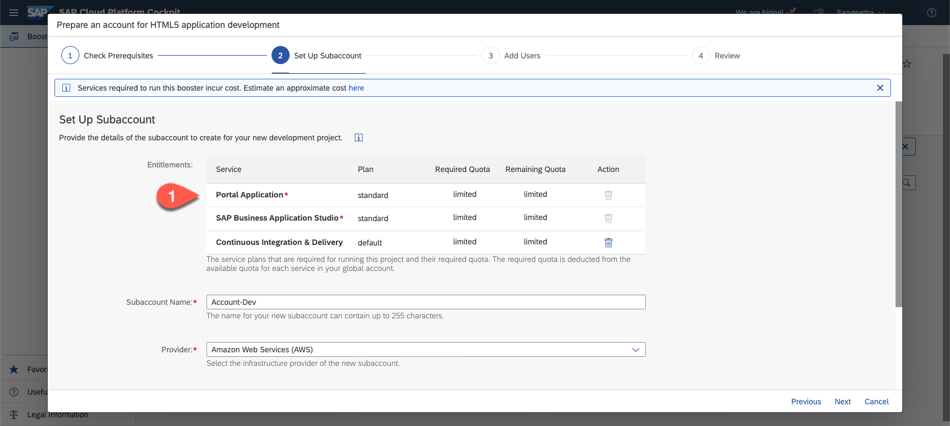 SAP SAP Cloud Platform Cockpit We are hiring! Sangeetha
Prepare an account for HTML5 application development
Boost
1 Check Prerequisites 2 Set Up Subaccount 3 Add Users 4 Review
Services required to run this booster incur cost. Estimate an approximate cost here
Set Up Subaccount
Provide the details of the subaccount to create for your new development project.
Entitlements:
Service Plan Required Quota Remaining Quota Action
1
Portal Application* standard limited limited
SAP Business Application Studio* standard limited limited
Continuous Integration & Delivery default limited limited
The service plans that are required for running this project and their required quota. The required quota is deducted from the
available quota for each service in your global account.
Subaccount Name:* Account-Dev
The name for your new subaccount can contain up to 255 characters.
Provider:* Amazon Web Services (AWS)
Select the infrastructure provider of the new subaccount.
Favor
Usefu
Previous Next Cancel
Legal Information